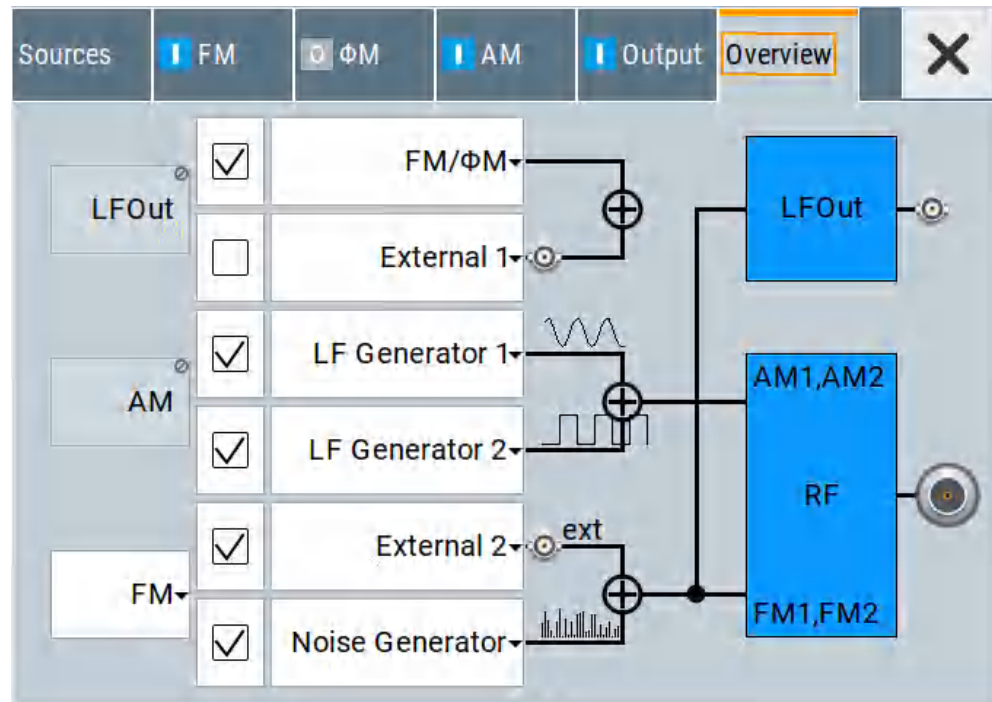 Sources
I FM
0 ΦM
I AM
I Output
Overview
LFOut
FM/ΦM
External 1
AM
LF Generator 1
LF Generator 2
FM
External 2
ext
Noise Generator
LFOut
AM1,AM2
RF
FM1,FM2